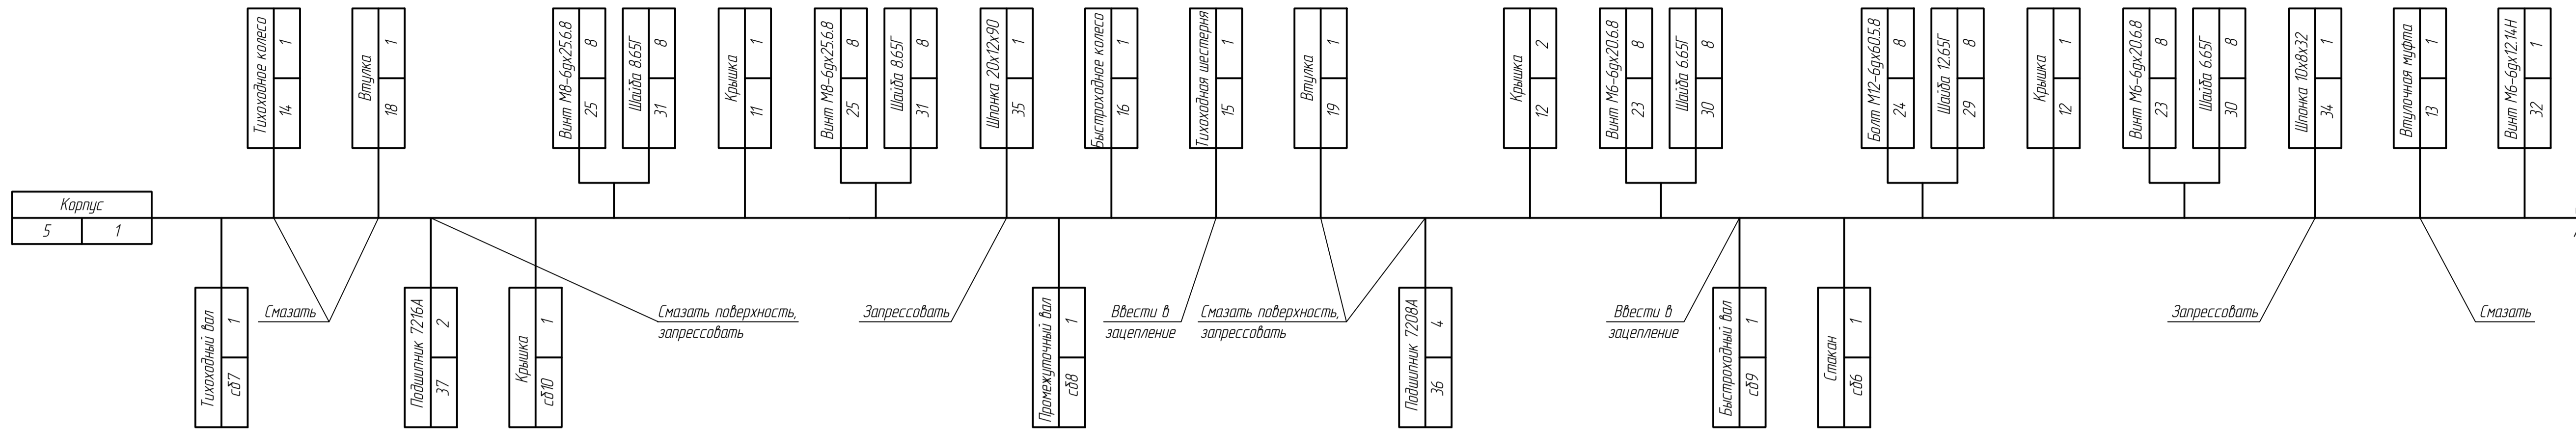 Корпус
5
1
Тихоходный вал
сб7
1
Тихоходное колесо
14
1
Смазать
Втулка
18
1
Подшипник 7216А
37
2
Смазать поверхность,
запрессовать
Крышка
сб10
1
Винт М8-6gx25.6.8
25
8
Шайба 8.65Г
31
8
Крышка
11
1
Винт М8-6gx25.6.8
25
8
Шайба 8.65Г
31
8
Шпонка 20х12х90
35
1
Запрессовать
Промежуточный вал
сб8
1
Быстроходное колесо
16
1
Тихоходная шестерня
15
1
Ввести в
зацепление
Втулка
19
1
Смазать поверхность,
запрессовать
Подшипник 7208А
36
4
Крышка
12
2
Винт М6-6gx20.6.8
23
8
Шайба 6.65Г
30
8
Ввести в
зацепление
Быстроходный вал
сб9
1
Стакан
сб6
1
Болт М12-6gx60.5.8
24
8
Шайба 12.65Г
29
8
Крышка
12
1
Винт М6-6gx20.6.8
23
8
Шайба 6.65Г
30
8
Шпонка 10х8х32
34
1
Запрессовать
Втулочная муфта
13
1
Смазать
Винт М6-6gx12.14Н
32
1